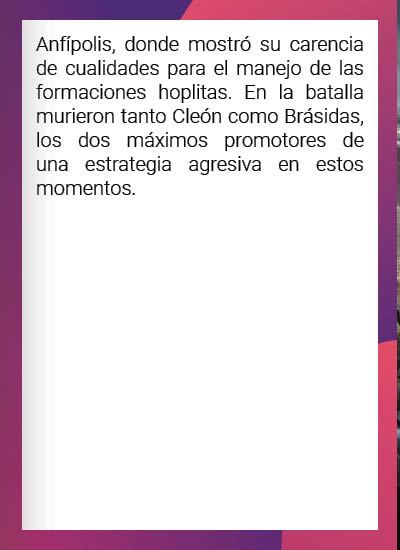 Anfípolis, donde mostró su carencia
de cualidades para el manejo de las
formaciones hoplitas. En la batalla
murieron tanto Cleón como Brásidas,
los dos máximos promotores de
una estrategia agresiva en estos
momentos.